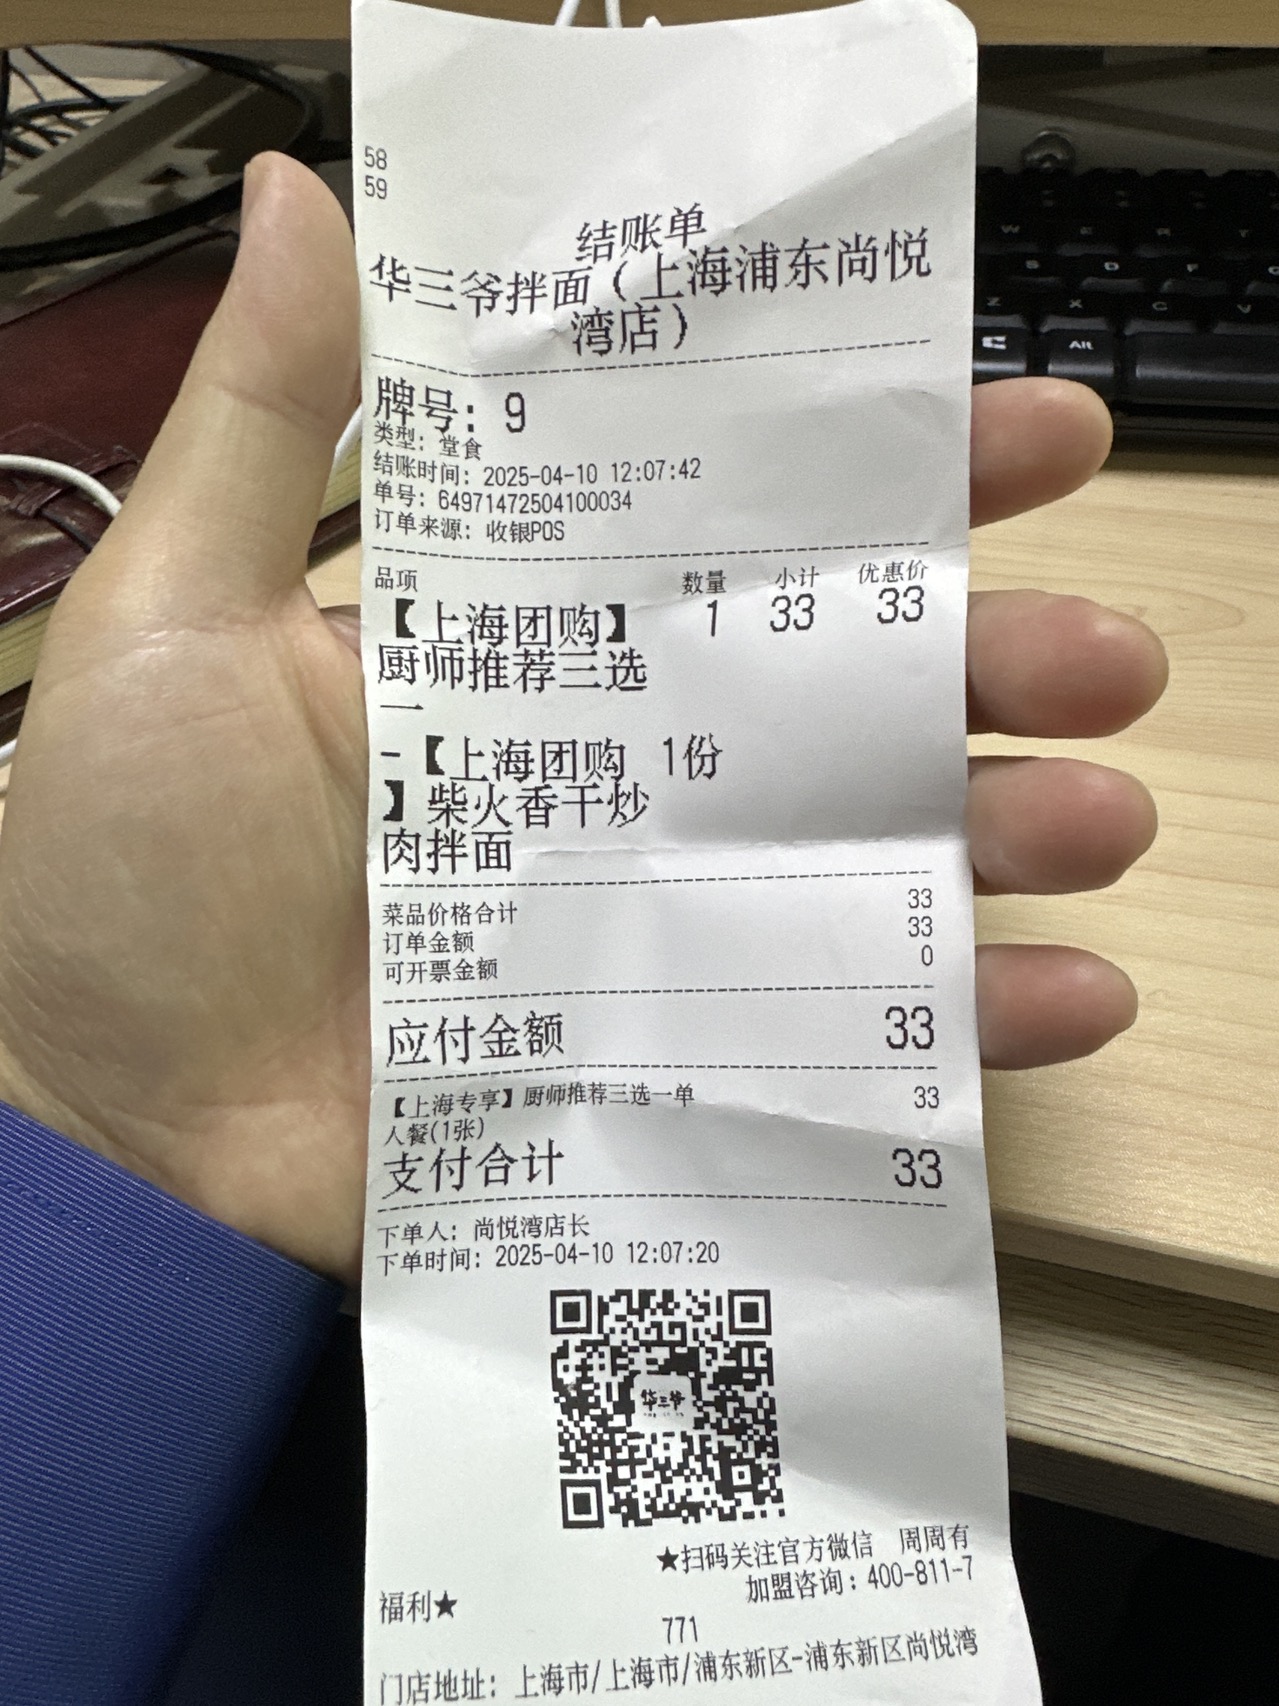 58
59
结账单
华三爷拌面（上海浦东尚悦
湾店）
牌号：9
类型：堂食
结账时间：2025-04-10 12:07:42
单号：64971472504100034
订单来源：收银POS
品项 数量 小计 优惠价
【上海团购】 1 33 33
厨师推荐三选
一
-【上海团购 1份
】柴火香干炒
肉拌面
菜品价格合计 33
订单金额 33
可开票金额 0
应付金额 33
【上海专享】厨师推荐三选一单 33
人餐(1张)
支付合计 33
下单人：尚悦湾店长
下单时间：2025-04-10 12:07:20
华三爷
★扫码关注官方微信 周周有
福利★ 加盟咨询：400-811-7
771
门店地址：上海市/上海市/浦东新区-浦东新区尚悦湾
W E R T
S D F
Z X C V
Alt